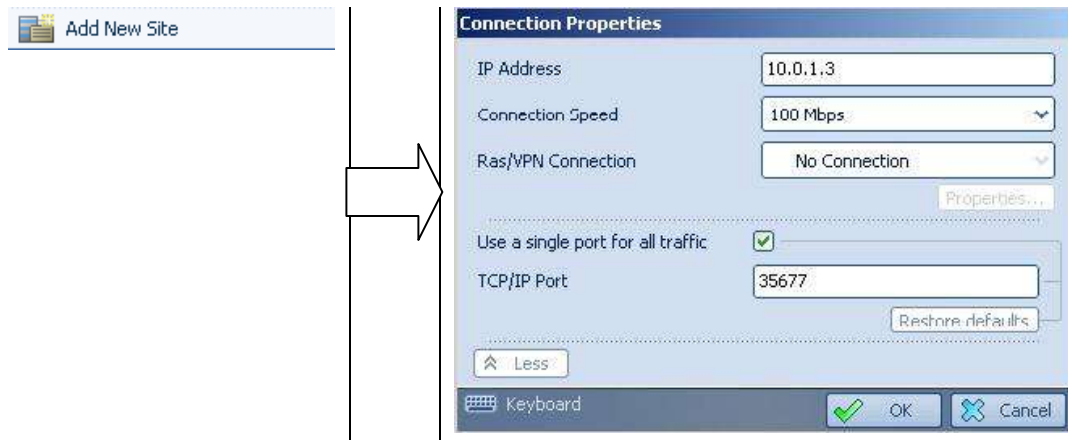 Add New Site
Connection Properties
IP Address 10.0.1.3
Connection Speed 100 Mbps
Ras/VPN Connection No Connection
Properties...
Use a single port for all traffic
TCP/IP Port 35677
Restore defaults
Less
Keyboard OK Cancel